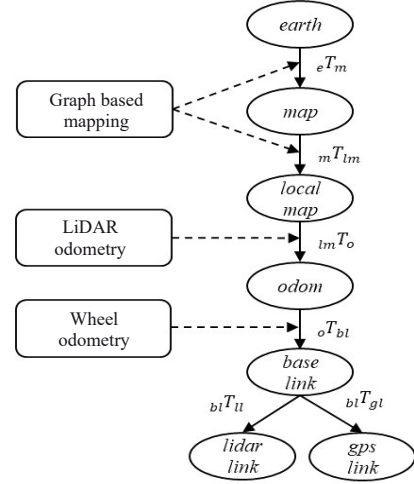 earth
eTm
Graph based
mapping
map
mTlm
local
map
LiDAR
odometry
lmTo
odom
Wheel
odometry
oTbl
base
link
blTll
blTgl
lidar
link
gps
link